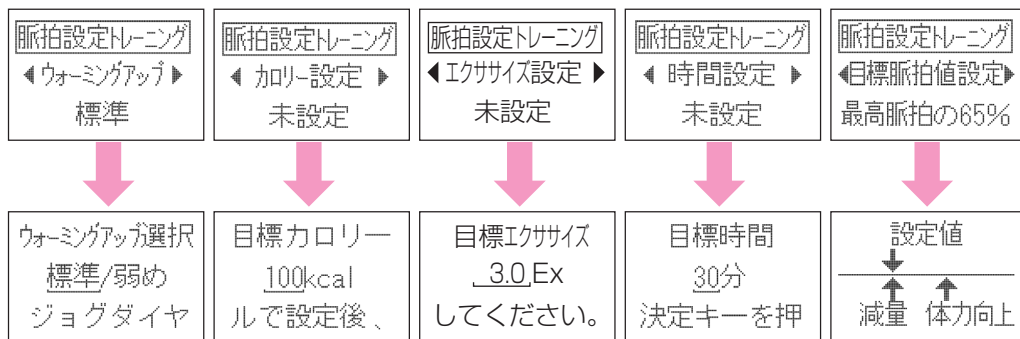 脈拍設定トレーニング
ウォーミングアップ
標準
脈拍設定トレーニング
カロリー設定
未設定
脈拍設定トレーニング
エクササイズ設定
未設定
脈拍設定トレーニング
時間設定
未設定
脈拍設定トレーニング
目標脈拍値設定
最高脈拍の65%
ウォーミングアップ選択
標準/弱め
ジョグダイヤ
目標カロリー
100kcal
ルで設定後、
目標エクササイズ
3.0 Ex
してください。
目標時間
30分
決定キーを押
設定値
減量 体力向上